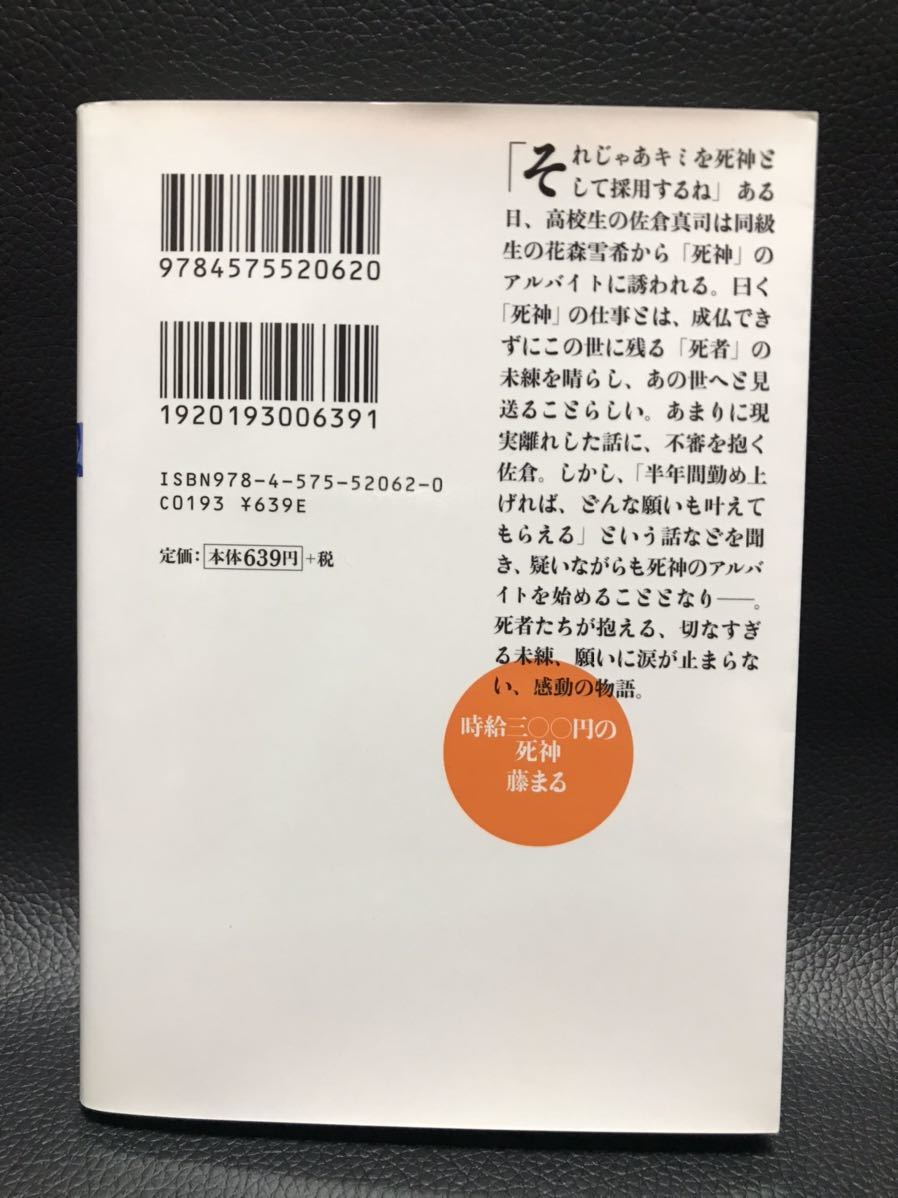 9784575520620
1920193006391
ISBN978-4-575-52062-0
C0193 ¥639E
定価：本体639円+税
「それじゃあキミを死神と
して採用するね」ある
日、高校生の佐倉真司は同級
生の花森雪希から「死神」の
アルバイトに誘われる。曰く
「死神」の仕事とは、成仏でき
ずにこの世に残る「死者」の
未練を晴らし、あの世へと見
送ることらしい。あまりに現
実離れした話に、不審を抱く
佐倉。しかし、「半年間勤め上
げれば、どんな願いも叶えて
もらえる」という話などを聞
き、疑いながらも死神のアルバ
イトを始めることとなり──。
死者たちが抱える、切なすぎ
る未練、願いに涙が止まらな
い、感動の物語。
時給三〇〇円の
死神
藤まる